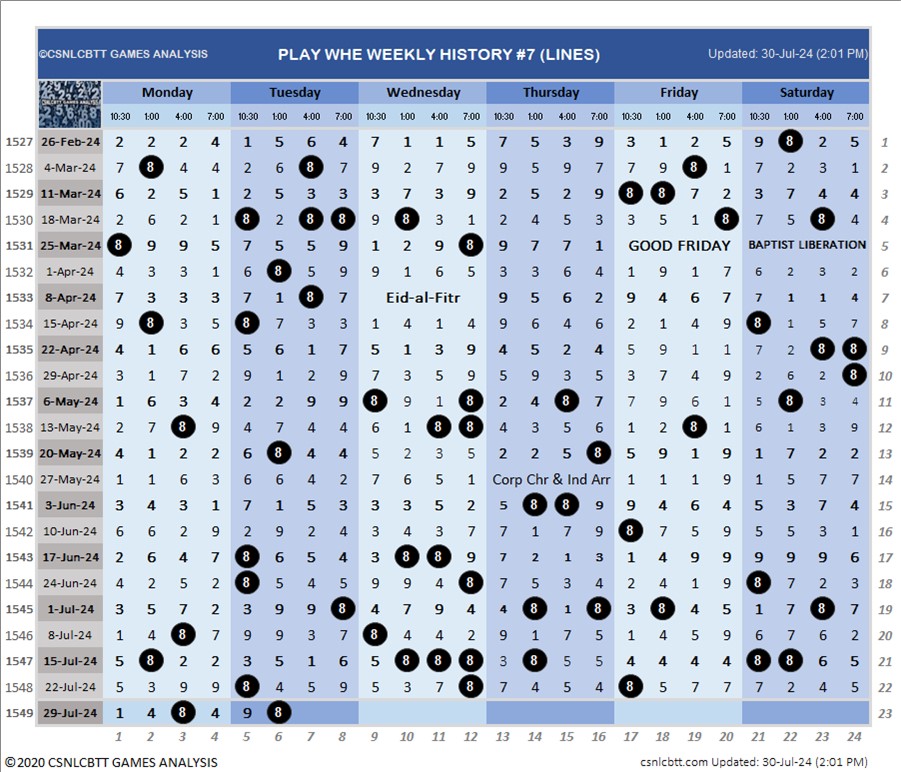 ©CSNLCBTT GAMES ANALYSIS PLAY WHE WEEKLY HISTORY #7 (LINES) Updated: 30-Jul-24 (2:01 PM)
Monday Tuesday Wednesday Thursday Friday Saturday
10:30 1:00 4:00 7:00 10:30 1:00 4:00 7:00 10:30 1:00 4:00 7:00 10:30 1:00 4:00 7:00 10:30 1:00 4:00 7:00 10:30 1:00 4:00 7:00
1527 26-Feb-24 2 2 2 4 1 5 6 4 7 1 1 5 7 5 3 9 3 1 2 5 9 8 2 5 1
1528 4-Mar-24 7 8 4 4 2 6 8 7 9 2 7 9 9 5 9 7 7 9 8 1 7 2 3 1 2
1529 11-Mar-24 6 2 5 1 2 5 3 3 3 7 3 9 2 5 2 9 8 8 7 2 3 7 4 4 3
1530 18-Mar-24 2 6 2 1 8 2 8 8 9 8 3 1 2 4 5 3 3 5 1 8 7 5 8 4 4
1531 25-Mar-24 8 9 9 5 7 5 5 9 1 2 9 8 9 7 7 1 GOOD FRIDAY BAPTIST LIBERATION 5
1532 1-Apr-24 4 3 3 1 6 8 5 9 9 1 6 5 3 3 6 4 1 9 1 7 6 2 3 2 6
1533 8-Apr-24 7 3 3 3 7 1 8 7 Eid-al-Fitr 9 5 6 2 9 4 6 7 7 1 1 4 7
1534 15-Apr-24 9 8 3 5 8 7 3 3 1 4 1 4 9 6 4 6 2 1 4 9 8 1 5 7 8
1535 22-Apr-24 4 1 6 6 5 6 1 7 5 1 3 9 4 5 2 4 5 9 1 1 7 2 8 8 9
1536 29-Apr-24 3 1 7 2 9 1 2 9 7 3 5 9 5 9 3 5 3 7 4 9 2 6 2 8 10
1537 6-May-24 1 6 3 4 2 2 9 9 8 9 1 8 2 4 8 7 7 9 6 1 5 8 3 4 11
1538 13-May-24 2 7 8 9 4 7 4 4 6 1 8 8 4 3 5 6 1 2 8 1 6 1 3 9 12
1539 20-May-24 4 1 2 2 6 8 4 4 5 2 3 5 2 2 5 8 5 9 1 9 1 7 2 2 13
1540 27-May-24 1 1 6 3 6 6 4 2 7 6 5 1 Corp Chr & Ind Arr 1 1 1 9 1 5 7 7 14
1541 3-Jun-24 3 4 3 1 7 1 5 3 3 3 5 2 5 8 8 9 9 4 6 4 5 3 7 4 15
1542 10-Jun-24 6 6 2 9 2 9 2 4 3 4 3 7 7 1 7 9 8 7 6 9 5 5 3 1 16
1543 17-Jun-24 2 6 4 7 8 6 5 4 3 8 8 9 7 2 1 3 1 4 9 9 9 9 9 6 17
1544 24-Jun-24 4 2 5 2 8 5 4 5 9 9 4 8 7 5 3 4 2 4 1 9 8 7 2 3 18
1545 1-Jul-24 3 5 7 2 3 9 9 8 4 7 9 4 4 8 1 8 3 8 4 5 1 7 8 7 19
1546 8-Jul-24 1 4 8 7 9 9 3 7 8 4 4 2 9 1 7 5 1 4 5 9 6 7 6 2 20
1547 15-Jul-24 5 8 2 2 3 5 1 6 5 8 8 8 3 8 5 5 4 4 4 4 8 8 6 5 21
1548 22-Jul-24 5 3 9 9 8 4 5 9 5 3 7 8 7 4 5 4 8 5 7 7 7 2 4 5 22
1549 29-Jul-24 1 4 8 4 9 8 23
1 2 3 4 5 6 7 8 9 10 11 12 13 14 15 16 17 18 19 20 21 22 23 24
©2020 CSNLCBTT GAMES ANALYSIS csnlcbtt.com Updated: 30-Jul-24 (2:01 PM)